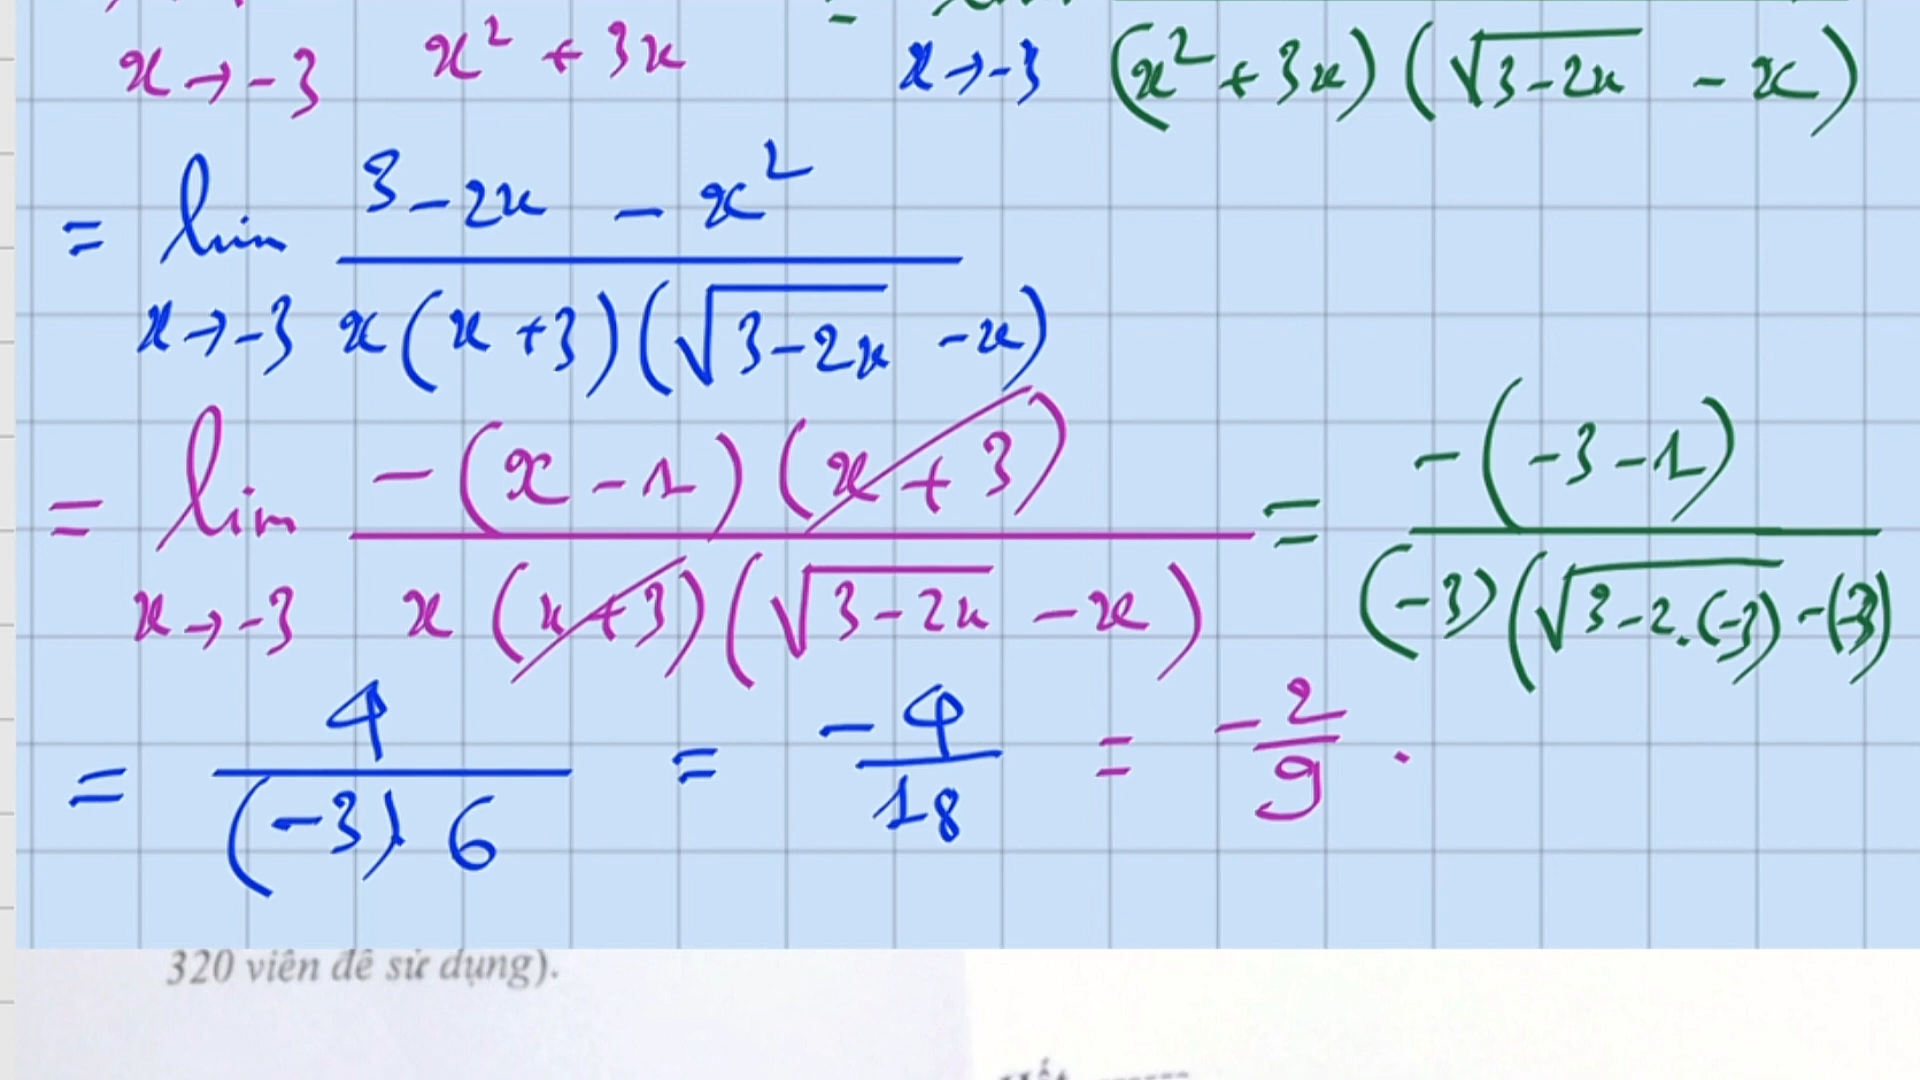 x→-3 x² + 3x = lim x→-3 (x² + 3x)(√(3-2x) - x)
= lim x→-3 (3-2x - x²) / (x(x+3)(√(3-2x) - x))
= lim x→-3 (-(x-1)(x+3)) / (x(x+3)(√(3-2x) - x)) = (-(-3-1)) / ((-3)(√(3-2.(-3)) - (-3)))
= 4 / ((-3) 6) = -4/18 = -2/9 .
320 viên để sử dụng).